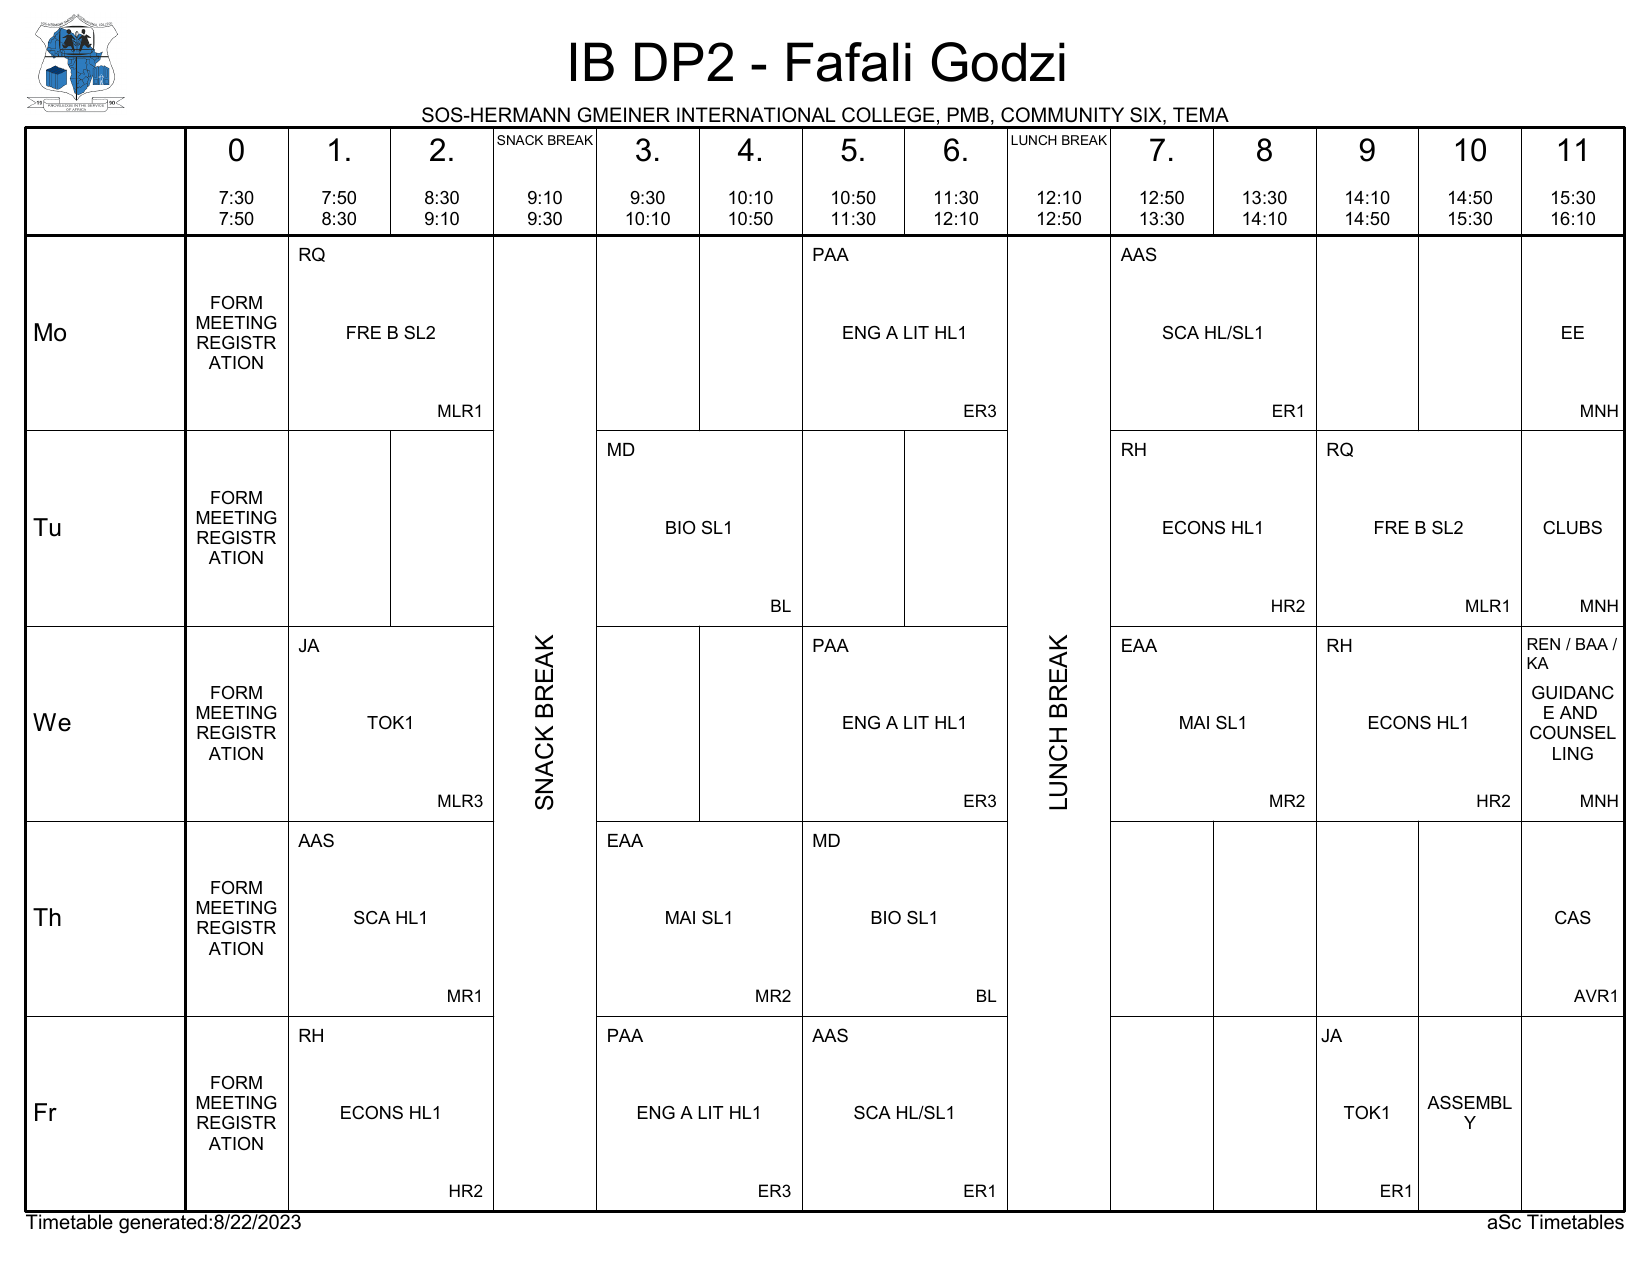 IB DP2 - Fafali Godzi
SOS-HERMANN GMEINER INTERNATIONAL COLLEGE, PMB, COMMUNITY SIX, TEMA
0 1. 2. SNACK BREAK 3. 4. 5. 6. LUNCH BREAK 7. 8 9 10 11
7:30 7:50 8:30 9:10 9:30 10:10 10:50 11:30 12:10 12:50 13:30 14:10 14:50 15:30
7:50 8:30 9:10 9:30 10:10 10:50 11:30 12:10 12:50 13:30 14:10 14:50 15:30 16:10
Mo
FORM
MEETING
REGISTR
ATION
RQ
FRE B SL2
MLR1
PAA
ENG A LIT HL1
ER3
AAS
SCA HL/SL1
ER1
EE
MNH
Tu
FORM
MEETING
REGISTR
ATION
MD
BIO SL1
BL
RH
ECONS HL1
HR2
RQ
FRE B SL2
MLR1
CLUBS
MNH
We
FORM
MEETING
REGISTR
ATION
JA
TOK1
MLR3
SNACK BREAK
PAA
ENG A LIT HL1
ER3
LUNCH BREAK
EAA
MAI SL1
MR2
RH
ECONS HL1
HR2
REN / BAA /
KA
GUIDANC
E AND
COUNSEL
LING
MNH
Th
FORM
MEETING
REGISTR
ATION
AAS
SCA HL1
MR1
EAA
MAI SL1
MR2
MD
BIO SL1
BL
CAS
AVR1
Fr
FORM
MEETING
REGISTR
ATION
RH
ECONS HL1
HR2
PAA
ENG A LIT HL1
ER3
AAS
SCA HL/SL1
ER1
JA
TOK1
ER1
ASSEMBL
Y
Timetable generated:8/22/2023
aSc Timetables